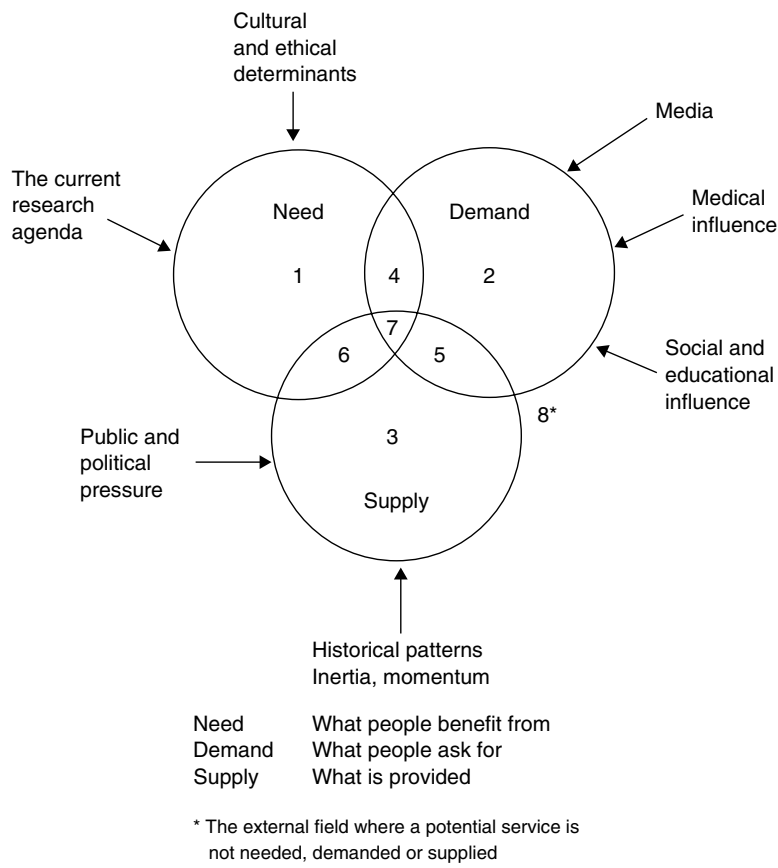 Cultural
and ethical
determinants
Media
The current
research
agenda
Need
Demand
Medical
influence
1
4
2
7
6
5
Social and
educational
influence
8*
Public and
political
pressure
3
Supply
Historical patterns
Inertia, momentum
Need What people benefit from
Demand What people ask for
Supply What is provided
* The external field where a potential service is
not needed, demanded or supplied